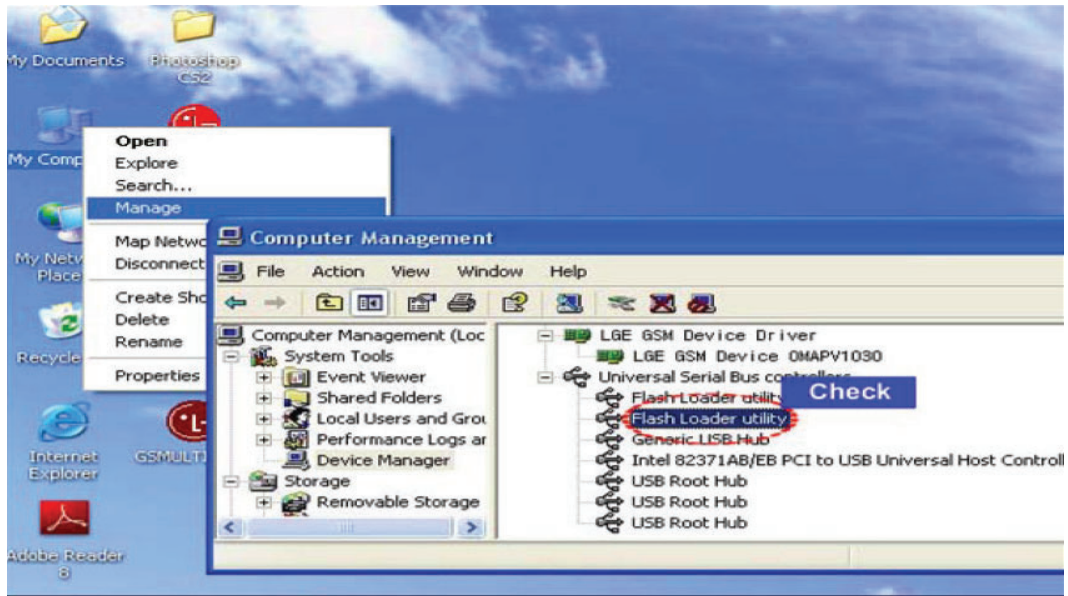 My Documents
Photoshop
CS2
My Comp
Open
Explore
Search...
Manage
Map Netwo
Disconnect
Create Sho
Delete
Rename
Properties
My Netw
Place
Recycle
Internet
Explorer
GSMULTI
Adobe Reader
8
Computer Management
File Action View Window Help
Computer Management (Loc
System Tools
Event Viewer
Shared Folders
Local Users and Grou
Performance Logs ar
Device Manager
Storage
Removable Storage
LGE GSM Device Driver
LGE GSM Device OMAPV1030
Universal Serial Bus controllers
Check
Flash Loader utility
Flash Loader utility
Generic USB Hub
Intel 82371AB/EB PCI to USB Universal Host Controll
USB Root Hub
USB Root Hub
USB Root Hub